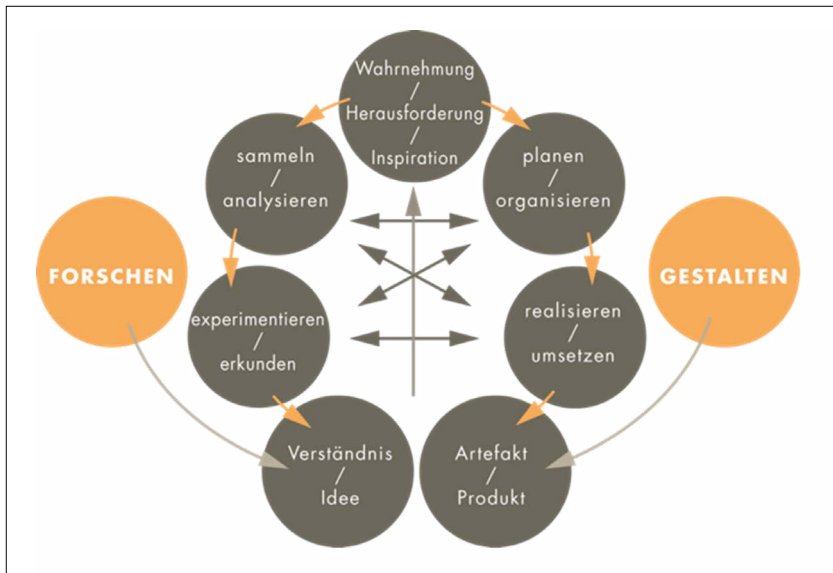 Wahrnehmung
/
Herausforderung
/
Inspiration
sammeln
/
analysieren
planen
/
organisieren
FORSCHEN
GESTALTEN
experimentieren
/
erkunden
realisieren
/
umsetzen
Verständnis
/
Idee
Artefakt
/
Produkt